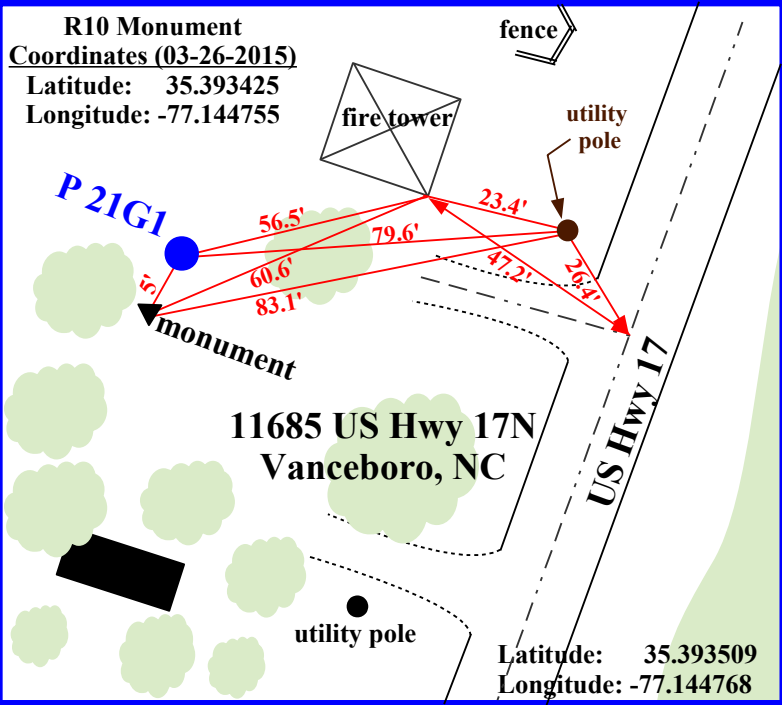 R10 Monument
Coordinates (03-26-2015)
Latitude: 35.393425
Longitude: -77.144755
fence
fire tower
utility
pole
P 21G1
56.5'
23.4'
79.6'
5'
60.6'
47.2'
26.4'
83.1'
monument
US Hwy 17
11685 US Hwy 17N
Vanceboro, NC
utility pole
Latitude: 35.393509
Longitude: -77.144768